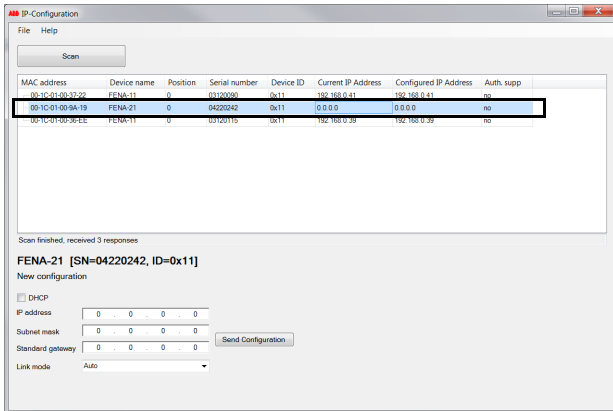 ABB IP-Configuration
File Help
Scan
MAC address Device name Position Serial number Device ID Current IP Address Configured IP Address Auth. supp
00-1C-01-00-37-22 FENA-11 0 03120090 0x11 192.168.0.41 192.168.0.41 no
00-1C-01-00-9A-19 FENA-21 0 04220242 0x11 0.0.0.0 0.0.0.0 no
00-1C-01-00-36-EE FENA-11 0 03120115 0x11 192.168.0.39 192.168.0.39 no
Scan finished, received 3 responses
FENA-21 [SN=04220242, ID=0x11]
New configuration
DHCP
IP address 0 . 0 . 0 . 0
Subnet mask 0 . 0 . 0 . 0
Send Configuration
Standard gateway 0 . 0 . 0 . 0
Link mode Auto